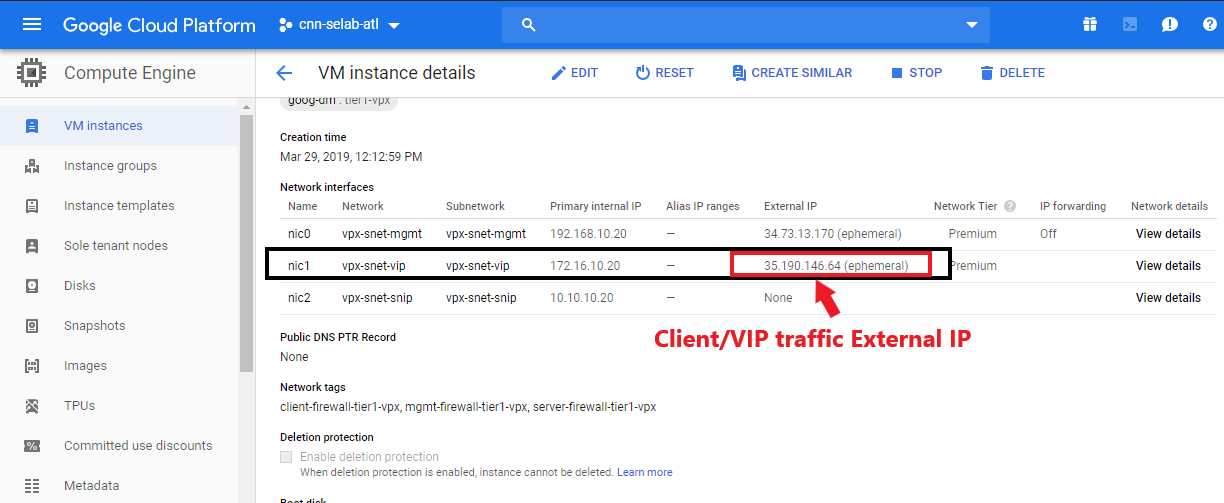 Google Cloud Platform cnn-selab-atl
Compute Engine VM instance details EDIT RESET CREATE SIMILAR STOP DELETE
goog-dm : tier1-vpx
VM instances
Instance groups
Instance templates
Sole tenant nodes
Disks
Snapshots
Images
TPUs
Committed use discounts
Metadata
Creation time
Mar 29, 2019, 12:12:59 PM
Network interfaces
Name Network Subnetwork Primary internal IP Alias IP ranges External IP Network Tier ? IP forwarding Network details
nic0 vpx-snet-mgmt vpx-snet-mgmt 192.168.10.20 — 34.73.13.170 (ephemeral) Premium Off View details
nic1 vpx-snet-vip vpx-snet-vip 172.16.10.20 — 35.190.146.64 (ephemeral) Premium View details
nic2 vpx-snet-snip vpx-snet-snip 10.10.10.20 — None View details
Client/VIP traffic External IP
Public DNS PTR Record
None
Network tags
client-firewall-tier1-vpx, mgmt-firewall-tier1-vpx, server-firewall-tier1-vpx
Deletion protection
Enable deletion protection
When deletion protection is enabled, instance cannot be deleted. Learn more
Boot disk